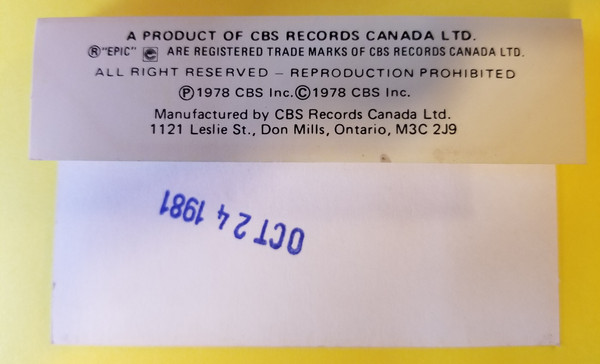 A PRODUCT OF CBS RECORDS CANADA LTD.
® "EPIC" ARE REGISTERED TRADE MARKS OF CBS RECORDS CANADA LTD.
ALL RIGHT RESERVED – REPRODUCTION PROHIBITED
Ⓟ1978 CBS Inc.©1978 CBS Inc.
Manufactured by CBS Records Canada Ltd.
1121 Leslie St., Don Mills, Ontario, M3C 2J9
OCT 24 1981